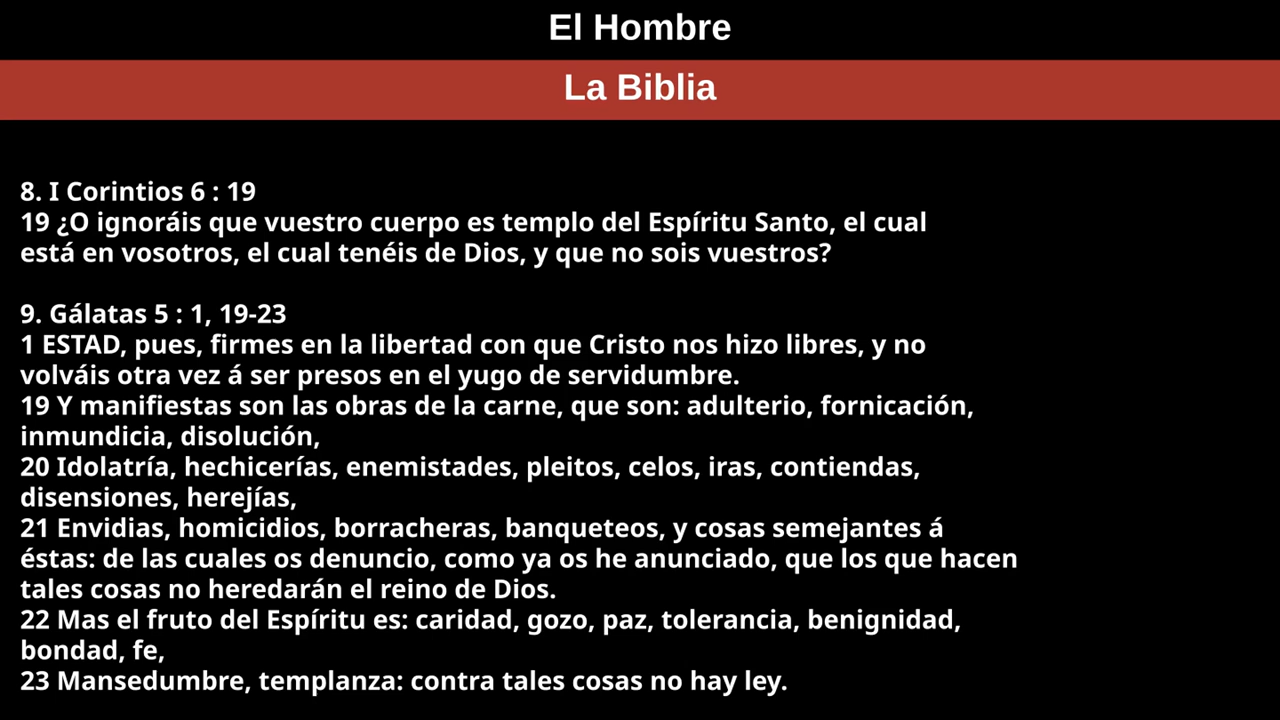 El Hombre
La Biblia
8. I Corintios 6 : 19
19 ¿O ignoráis que vuestro cuerpo es templo del Espíritu Santo, el cual
está en vosotros, el cual tenéis de Dios, y que no sois vuestros?
9. Gálatas 5 : 1, 19-23
1 ESTAD, pues, firmes en la libertad con que Cristo nos hizo libres, y no
volváis otra vez á ser presos en el yugo de servidumbre.
19 Y manifiestas son las obras de la carne, que son: adulterio, fornicación,
inmundicia, disolución,
20 Idolatría, hechicerías, enemistades, pleitos, celos, iras, contiendas,
disensiones, herejías,
21 Envidias, homicidios, borracheras, banqueteos, y cosas semejantes á
éstas: de las cuales os denuncio, como ya os he anunciado, que los que hacen
tales cosas no heredarán el reino de Dios.
22 Mas el fruto del Espíritu es: caridad, gozo, paz, tolerancia, benignidad,
bondad, fe,
23 Mansedumbre, templanza: contra tales cosas no hay ley.